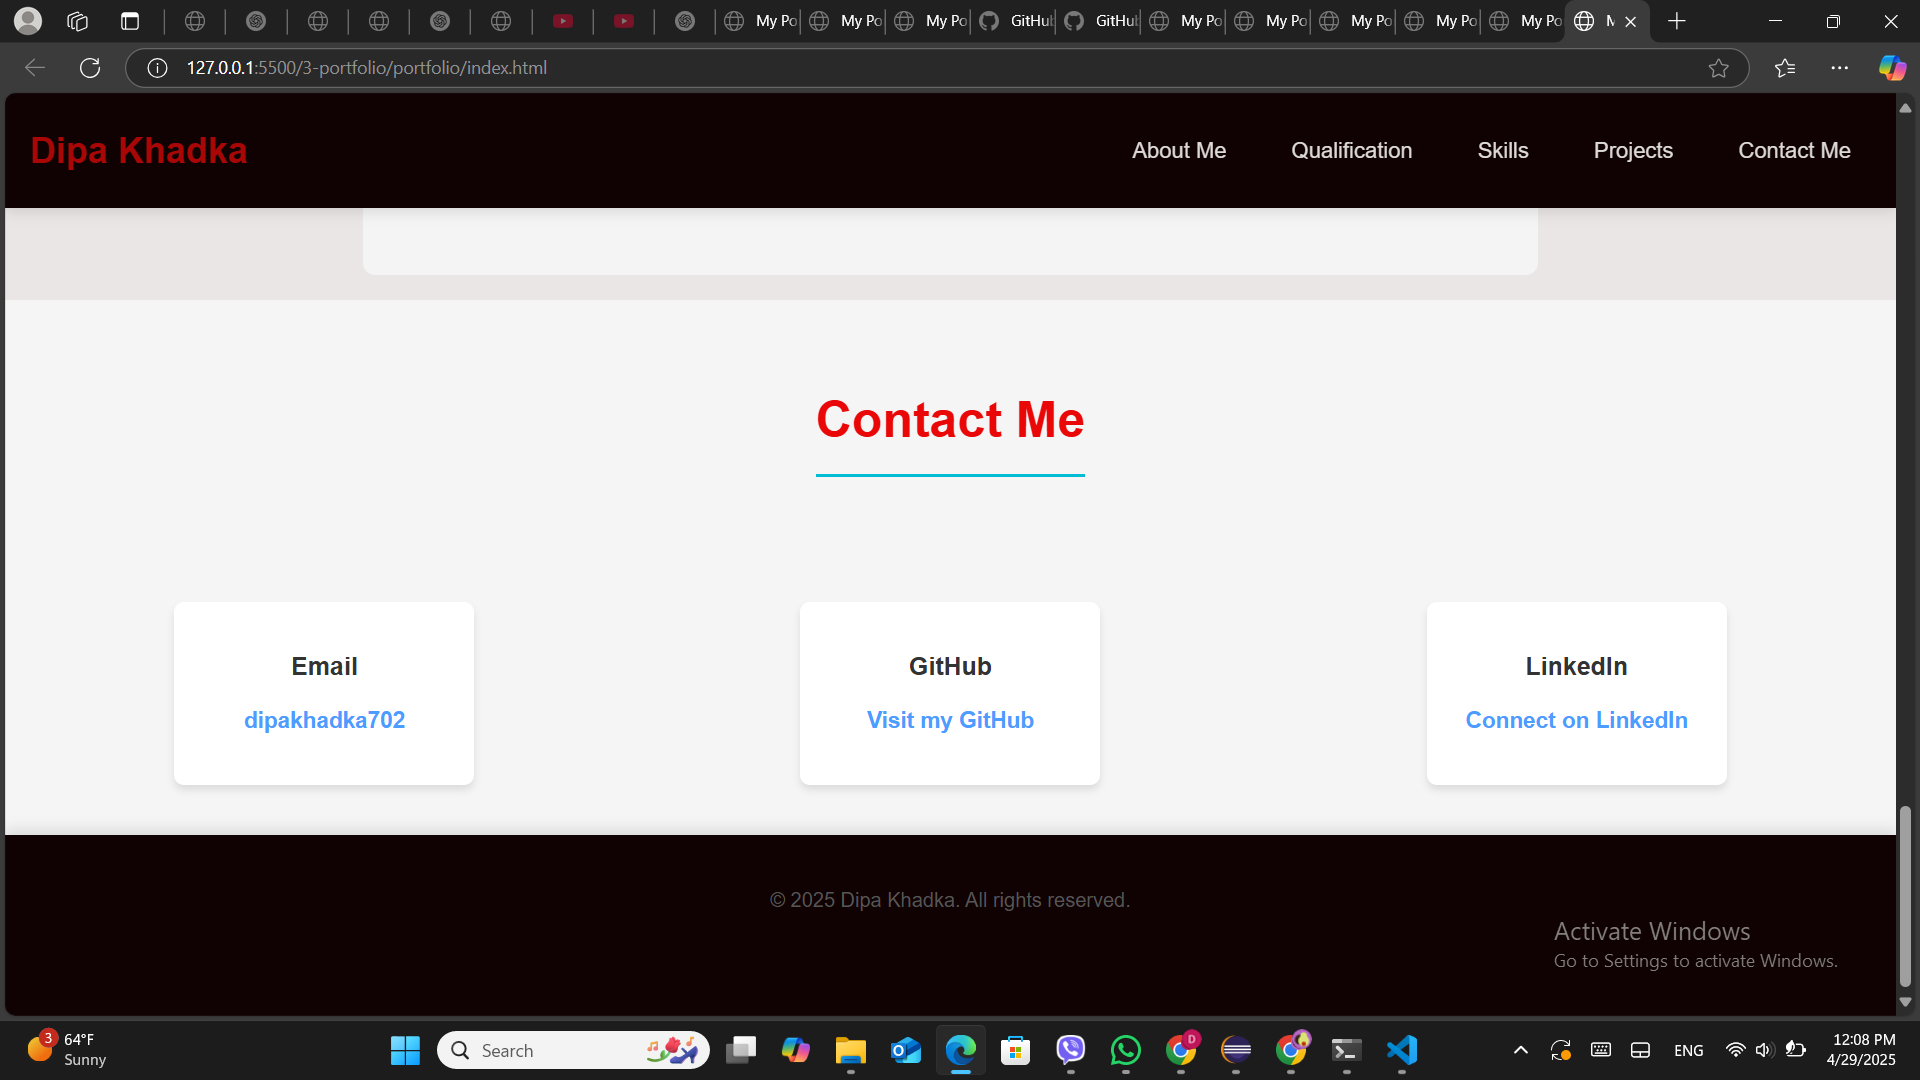 My Po
My Po
My Po
GitHub
GitHub
My Po
My Po
My Po
My Po
My Po
127.0.0.1:5500/3-portfolio/portfolio/index.html
Dipa Khadka
About Me
Qualification
Skills
Projects
Contact Me
Contact Me
Email
dipakhadka702
GitHub
Visit my GitHub
LinkedIn
Connect on LinkedIn
© 2025 Dipa Khadka. All rights reserved.
Activate Windows
Go to Settings to activate Windows.
3
64°F
Sunny
Search
D
ENG
12:08 PM
4/29/2025